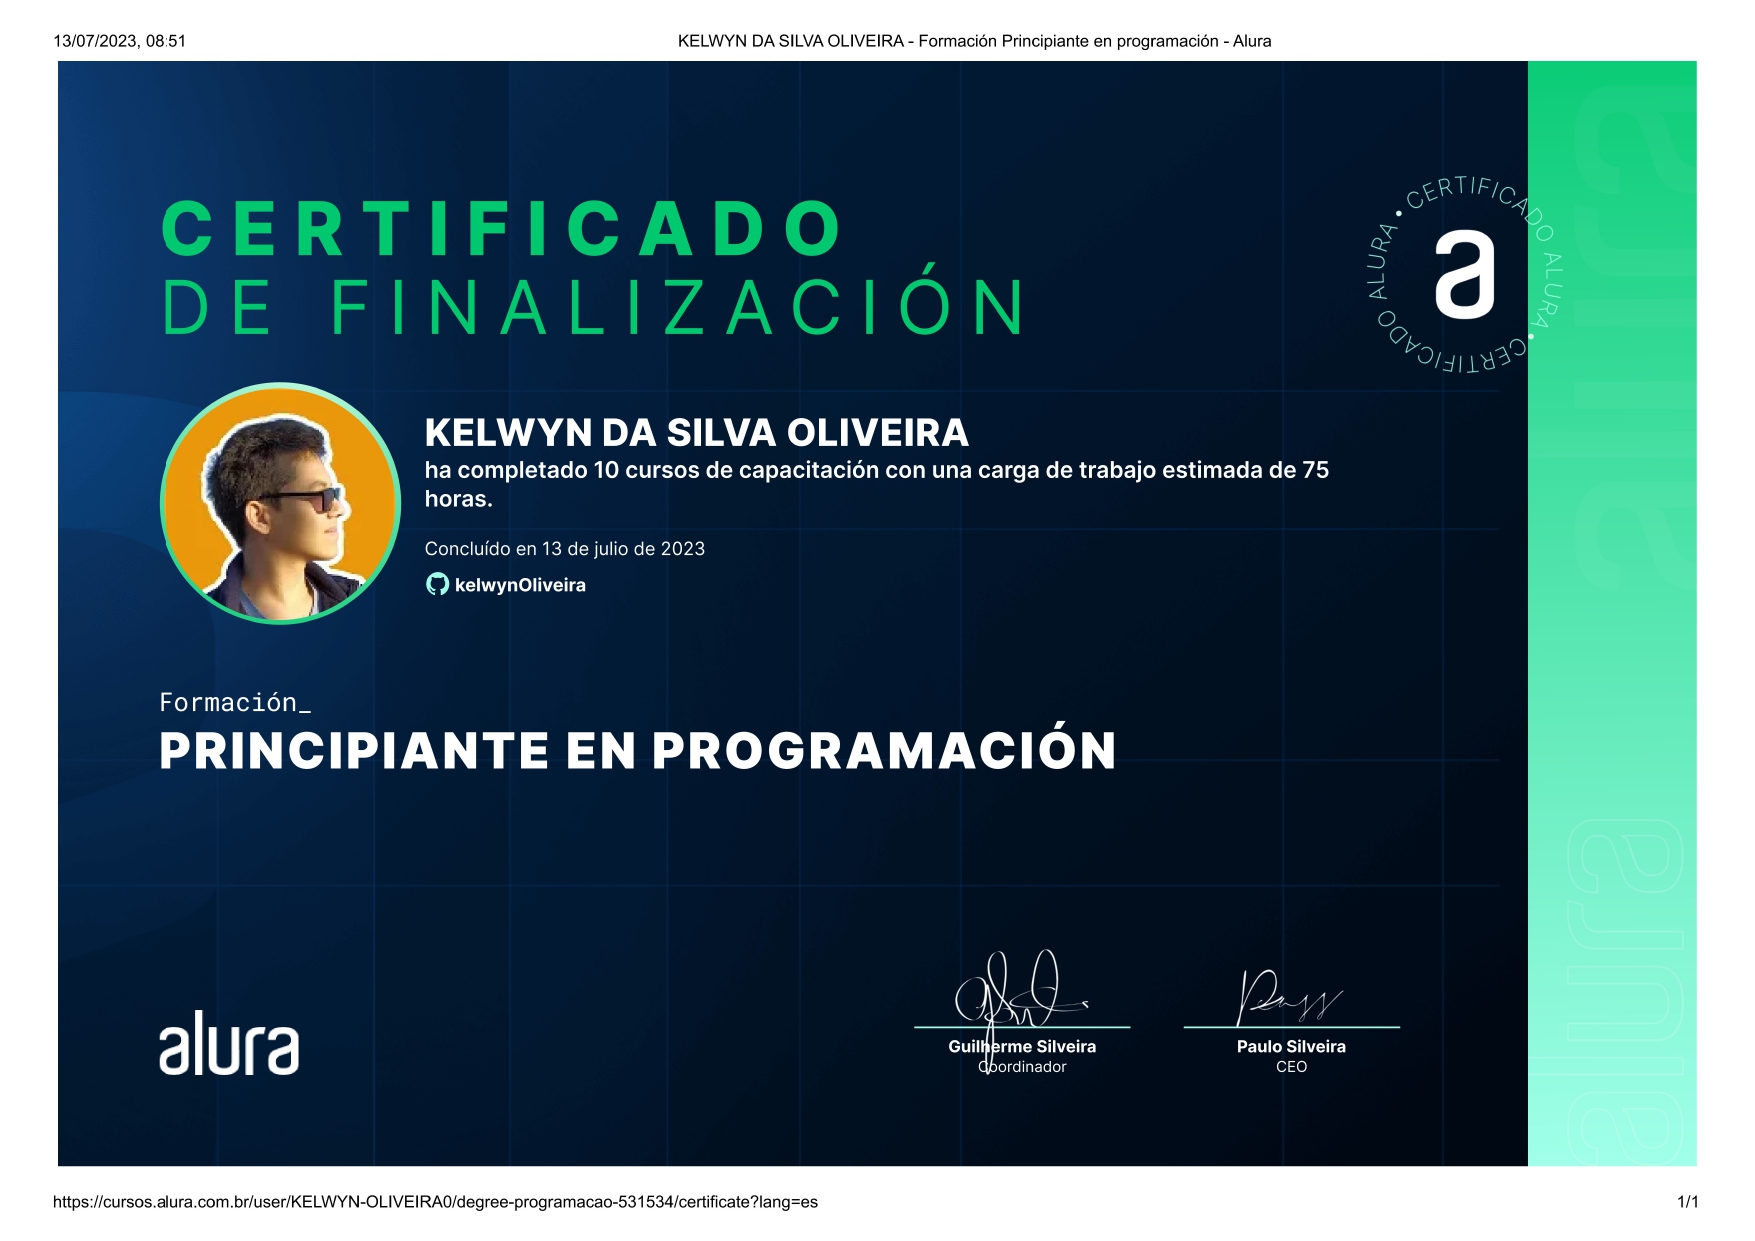 13/07/2023, 08:51
KELWYN DA SILVA OLIVEIRA - Formación Principiante en programación - Alura
CERTIFICADO
DE FINALIZACIÓN
• CERTIFICADO ALURA • CERTIFICADO ALURA
a
KELWYN DA SILVA OLIVEIRA
ha completado 10 cursos de capacitación con una carga de trabajo estimada de 75
horas.
Concluído en 13 de julio de 2023
kelwynOliveira
Formación_
PRINCIPIANTE EN PROGRAMACIÓN
alura
Guilherme Silveira
Coordinador
Paulo Silveira
CEO
alura
alura
https://cursos.alura.com.br/user/KELWYN-OLIVEIRA0/degree-programacao-531534/certificate?lang=es
1/1